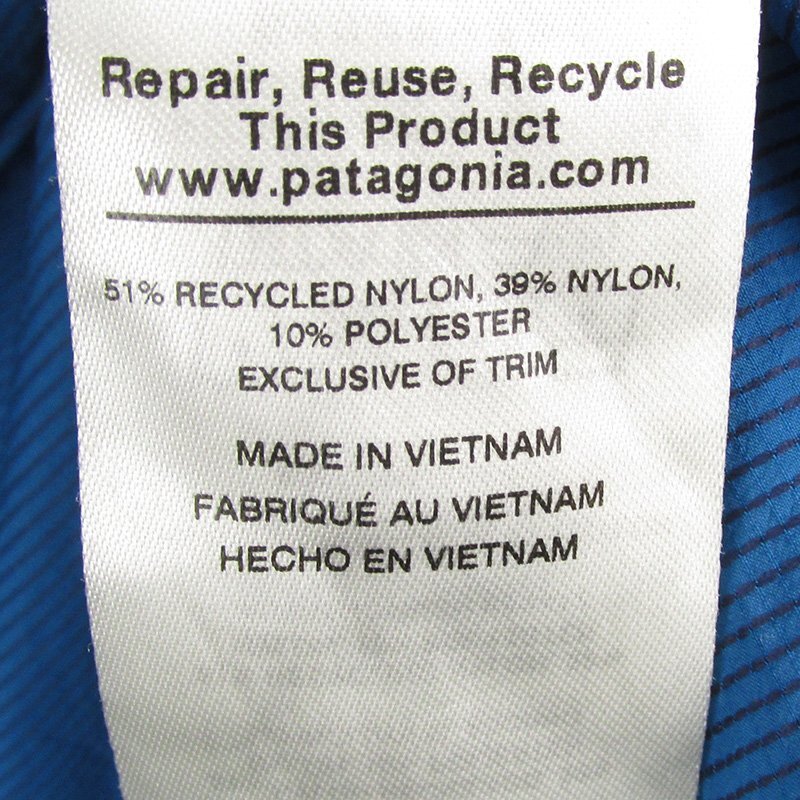 Repair, Reuse, Recycle
This Product
www.patagonia.com
51% RECYCLED NYLON, 39% NYLON,
10% POLYESTER
EXCLUSIVE OF TRIM
MADE IN VIETNAM
FABRIQUÉ AU VIETNAM
HECHO EN VIETNAM